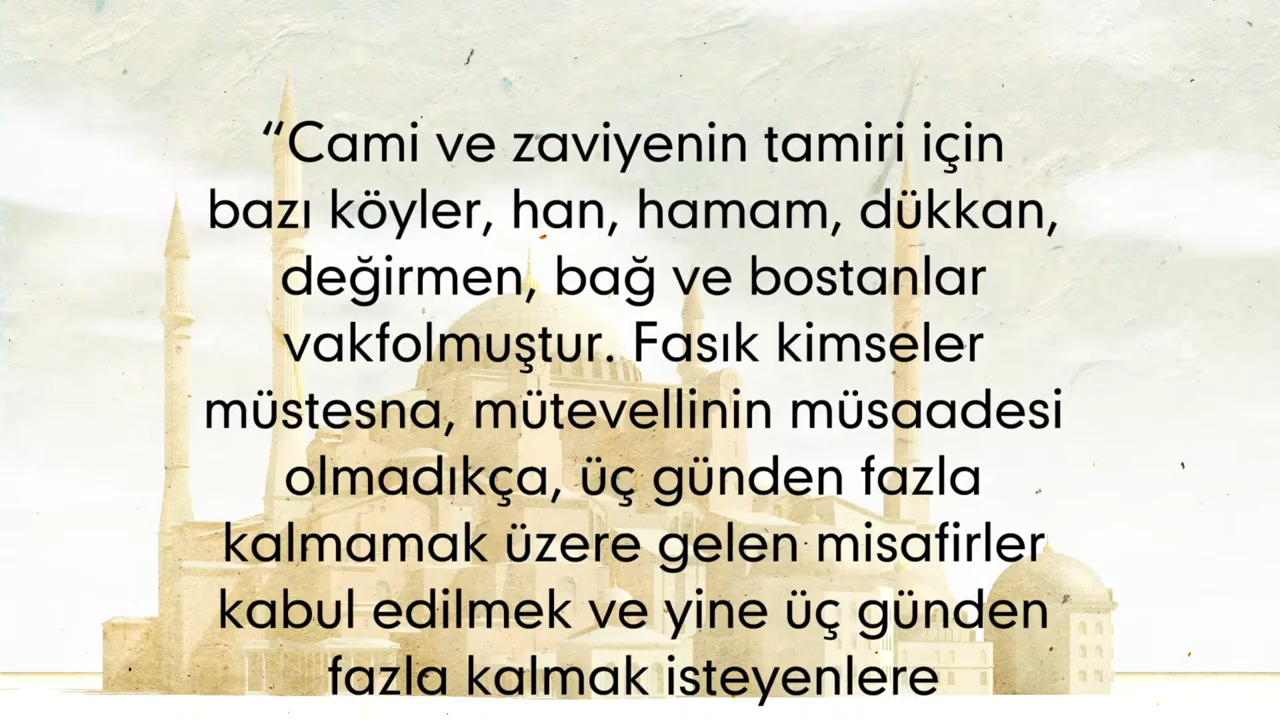 “Cami ve zaviyenin tamiri için
bazı köyler, han, hamam, dükkan,
değirmen, bağ ve bostanlar
vakfolmuştur. Fasık kimseler
müstesna, mütevellinin müsaadesi
olmadıkça, üç günden fazla
kalmamak üzere gelen misafirler
kabul edilmek ve yine üç günden
fazla kalmak isteyenlere